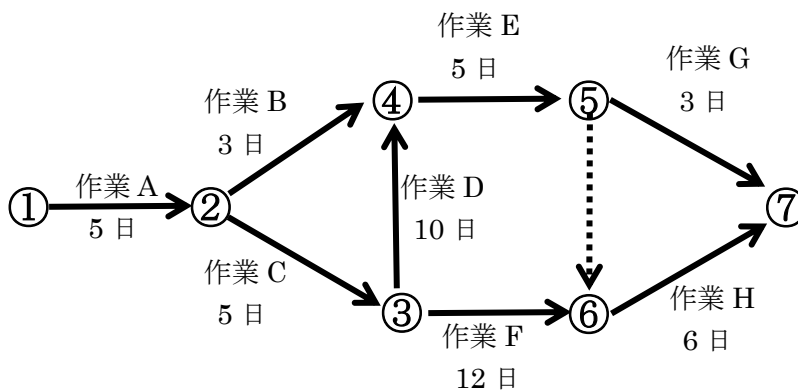 作業 E
5 日
作業 G
3 日
作業 B
3 日
④
⑤
作業 A
5 日
①
②
作業 D
10 日
⑦
作業 C
5 日
③
⑥
作業 F
12 日
作業 H
6 日